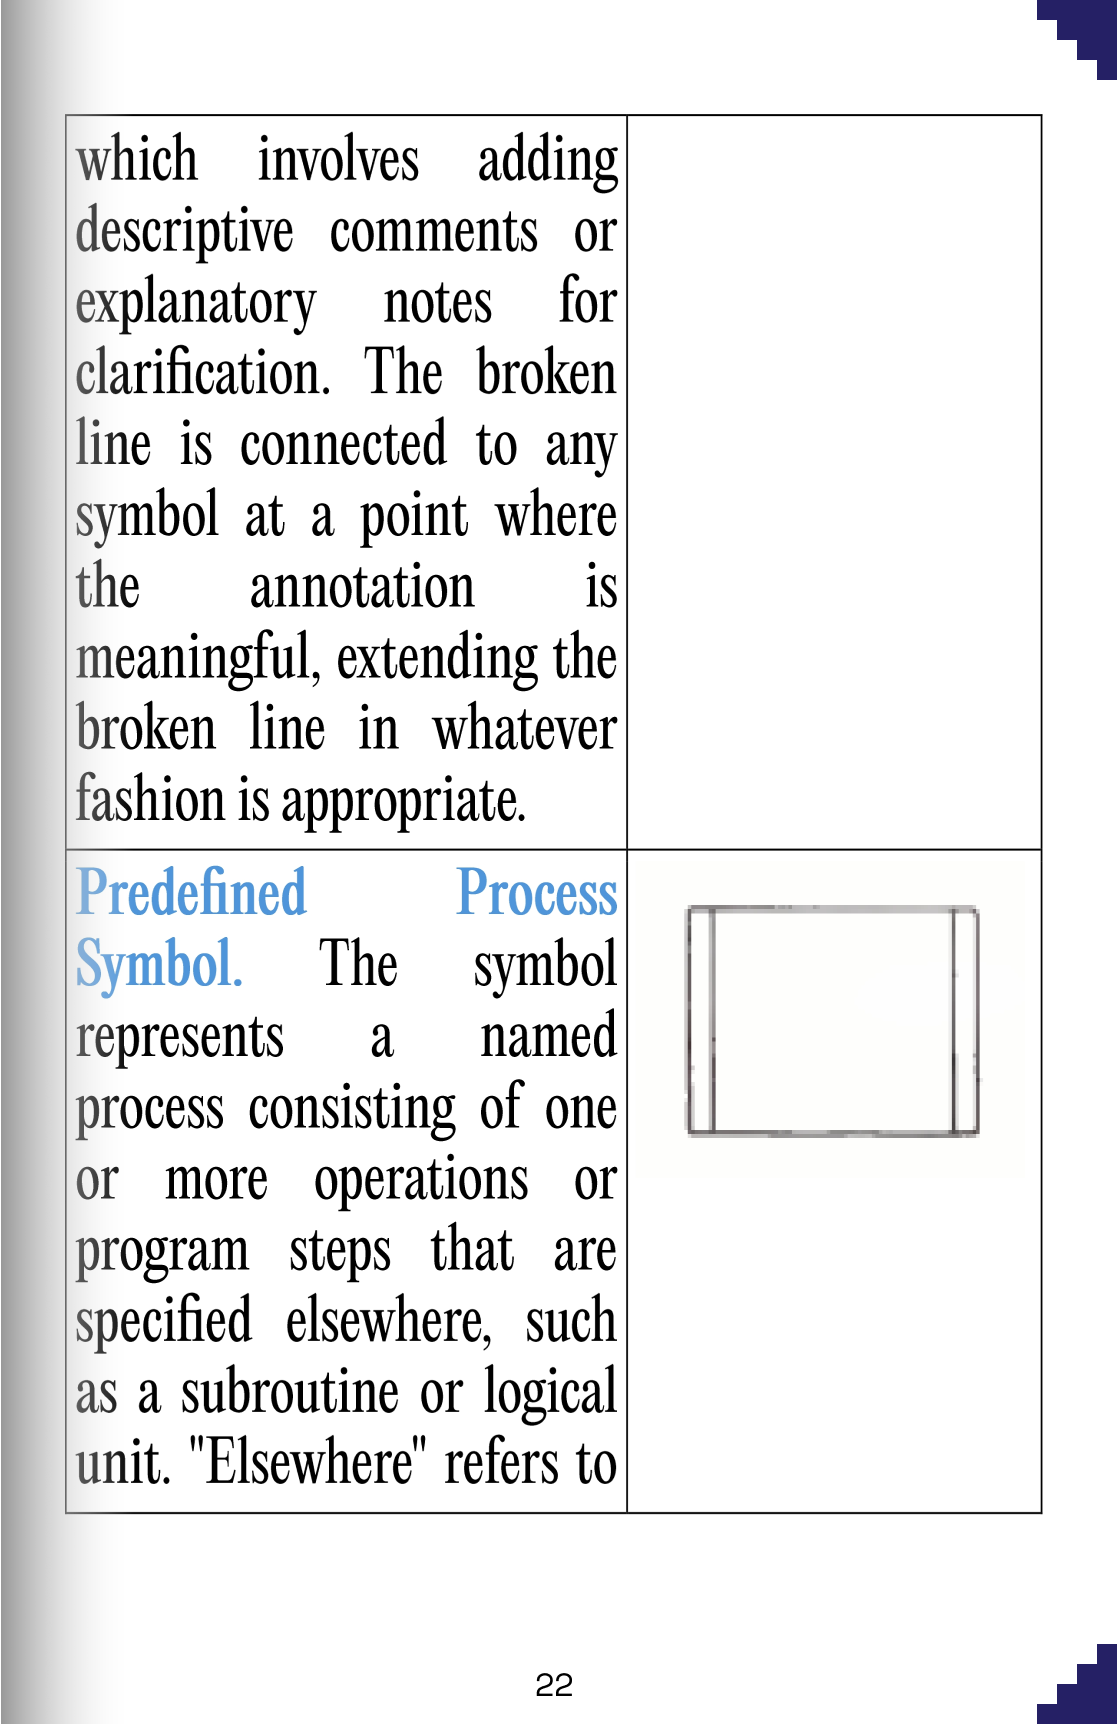 which involves adding
descriptive comments or
explanatory notes for
clarification. The broken
line is connected to any
symbol at a point where
the annotation is
meaningful, extending the
broken line in whatever
fashion is appropriate.
Predefined Process
Symbol. The symbol
represents a named
process consisting of one
or more operations or
program steps that are
specified elsewhere, such
as a subroutine or logical
unit. "Elsewhere" refers to
22